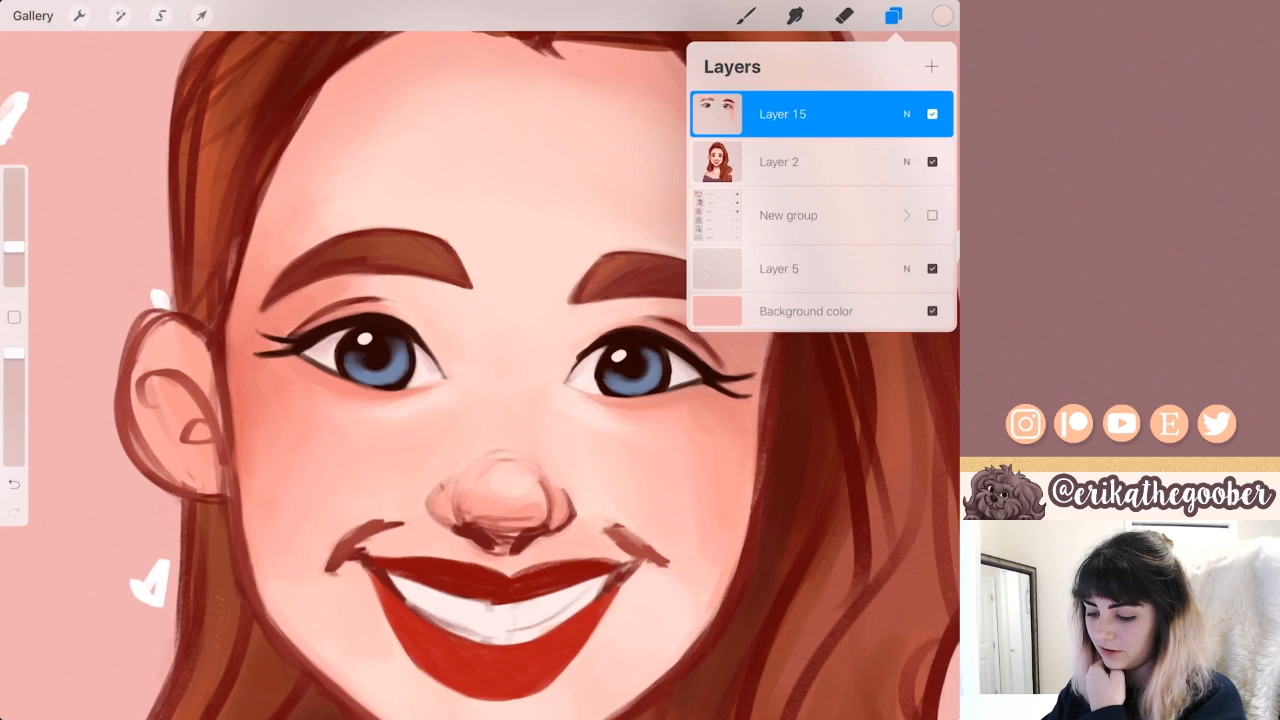 Gallery
Layers
Layer 15 N
Layer 2 N
New group
Layer 5 N
Background color
E
@erikathegoober